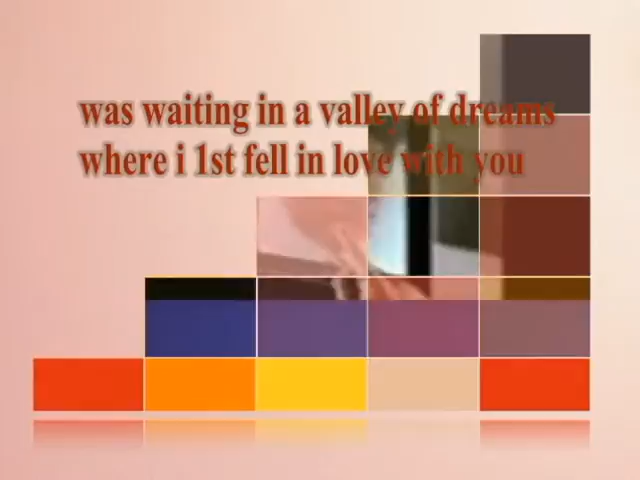 was waiting in a valley of dreams
where i 1st fell in love with you